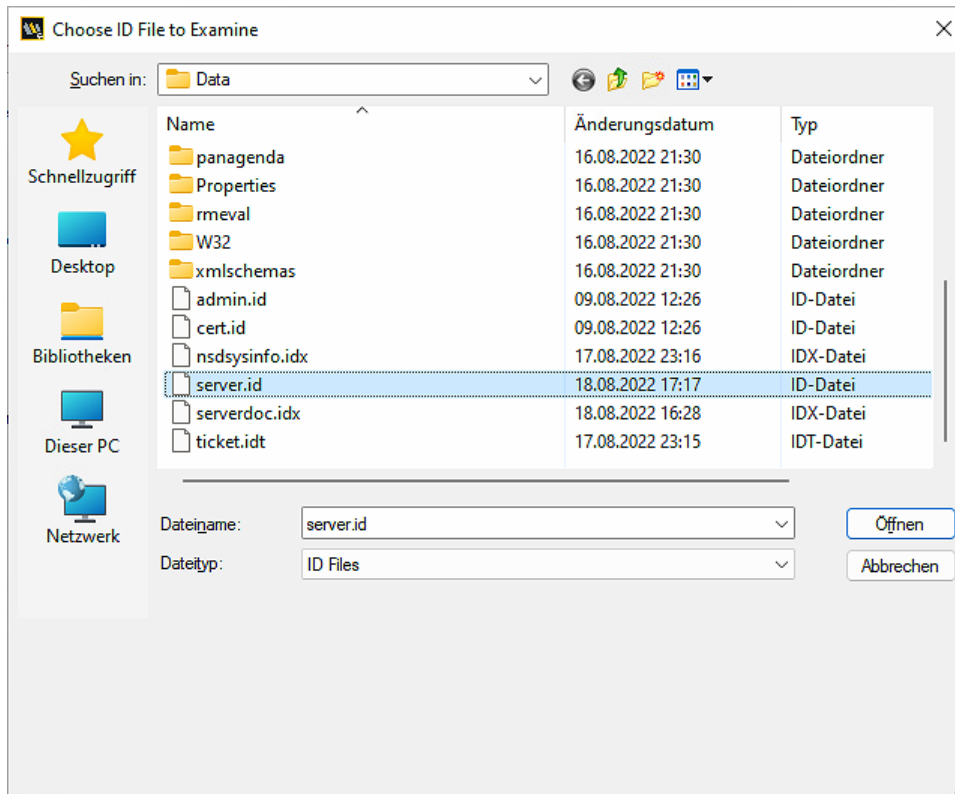 Choose ID File to Examine
Suchen in: Data
Name Änderungsdatum Typ
panagenda 16.08.2022 21:30 Dateiordner
Properties 16.08.2022 21:30 Dateiordner
rmeval 16.08.2022 21:30 Dateiordner
W32 16.08.2022 21:30 Dateiordner
xmlschemas 16.08.2022 21:30 Dateiordner
admin.id 09.08.2022 12:26 ID-Datei
cert.id 09.08.2022 12:26 ID-Datei
nsdsysinfo.idx 17.08.2022 23:16 IDX-Datei
server.id 18.08.2022 17:17 ID-Datei
serverdoc.idx 18.08.2022 16:28 IDX-Datei
ticket.idt 17.08.2022 23:15 IDT-Datei
Schnellzugriff
Desktop
Bibliotheken
Dieser PC
Netzwerk
Dateiname: server.id Öffnen
Dateityp: ID Files Abbrechen